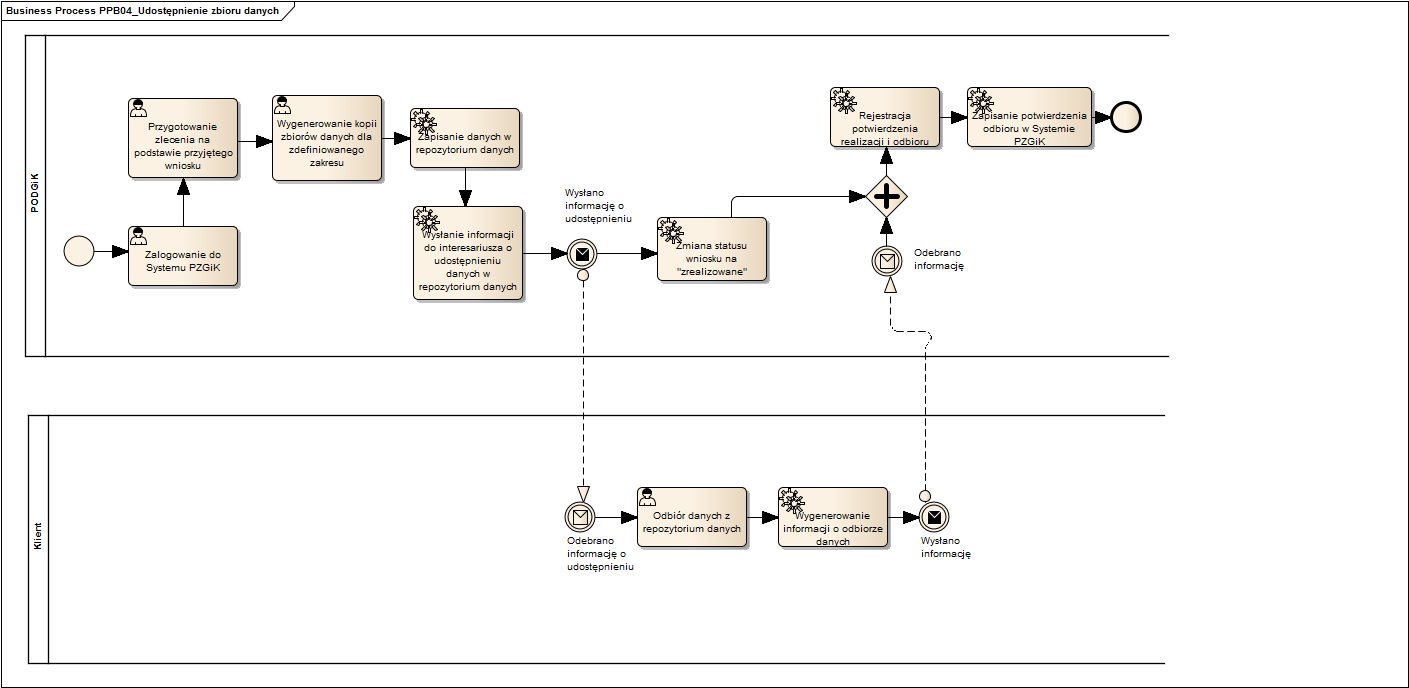 Business Process PPB04_Udostępnienie zbioru danych
PODGiK
Przygotowanie
zlecenia na
podstawie przyjętego
wniosku
Wygenerowanie kopii
zbiorów danych dla
zdefiniowanego
zakresu
Zapisanie danych w
repozytorium danych
Rejestracja
potwierdzenia
realizacji i odbioru
Zapisanie potwierdzenia
odbioru w Systemie
PZGiK
Zalogowanie do
Systemu PZGiK
Wysłanie informacji
do interesariusza o
udostępnieniu
danych w
repozytorium danych
Wysłano
informację o
udostępnieniu
Zmiana statusu
wniosku na
"zrealizowane"
Odebrano
informację
Klient
Odebrano
informację o
udostępnieniu
Odbiór danych z
repozytorium danych
Wygenerowanie
informacji o odbiorze
danych
Wysłano
informację